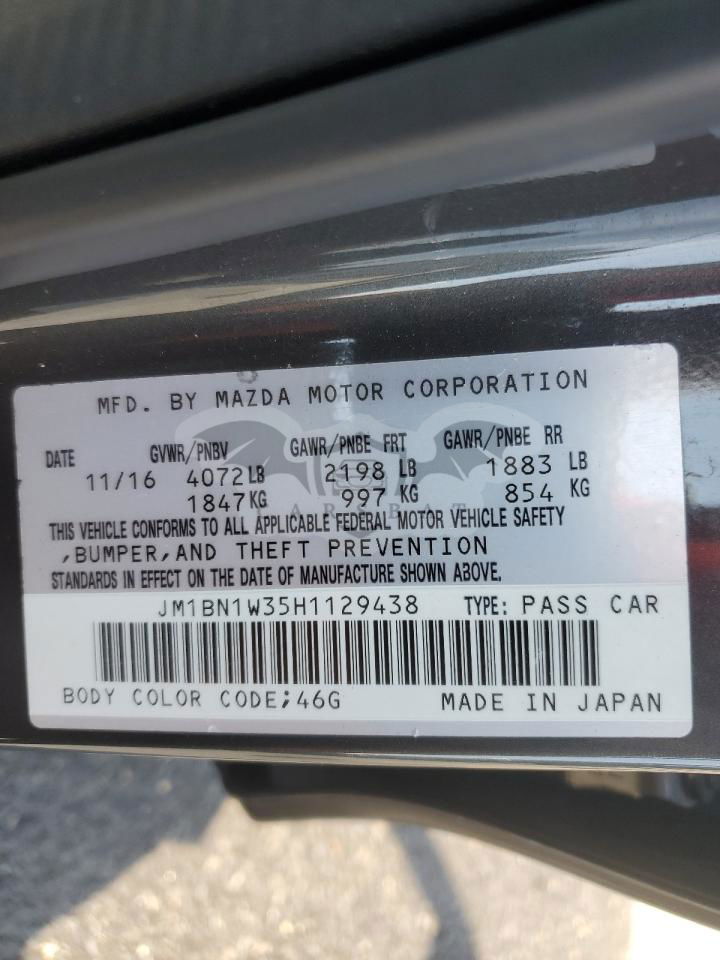 MFD. BY MAZDA MOTOR CORPORATION
DATE GVWR/PNBV GAWR/PNBE FRT GAWR/PNBE RR
11/16 4072LB 2198 LB 1883 LB
1847KG 997 KG 854 KG
ARSBAT
THIS VEHICLE CONFORMS TO ALL APPLICABLE FEDERAL MOTOR VEHICLE SAFETY
,BUMPER,AND THEFT PREVENTION
STANDARDS IN EFFECT ON THE DATE OF MANUFACTURE SHOWN ABOVE.
JM1BN1W35H1129438 TYPE: PASS CAR
BODY COLOR CODE;46G MADE IN JAPAN